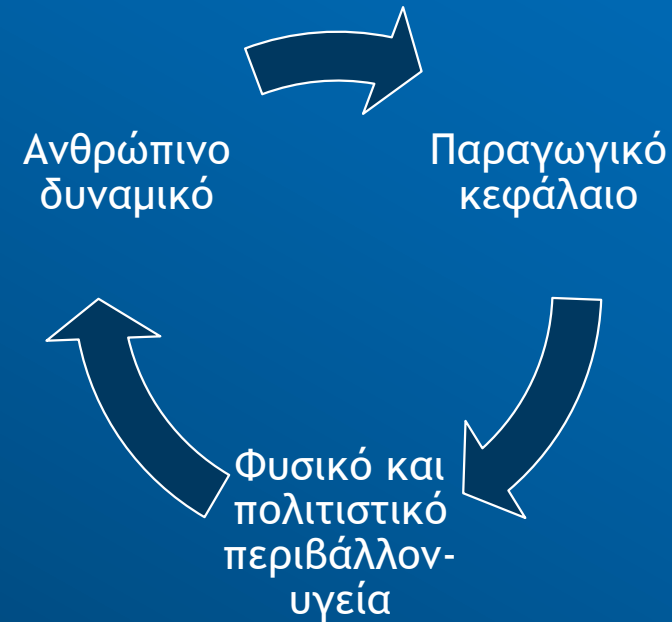 Ανθρώπινο
δυναμικό
Παραγωγικό
κεφάλαιο
Φυσικό και
πολιτιστικό
περιβάλλον-
υγεία